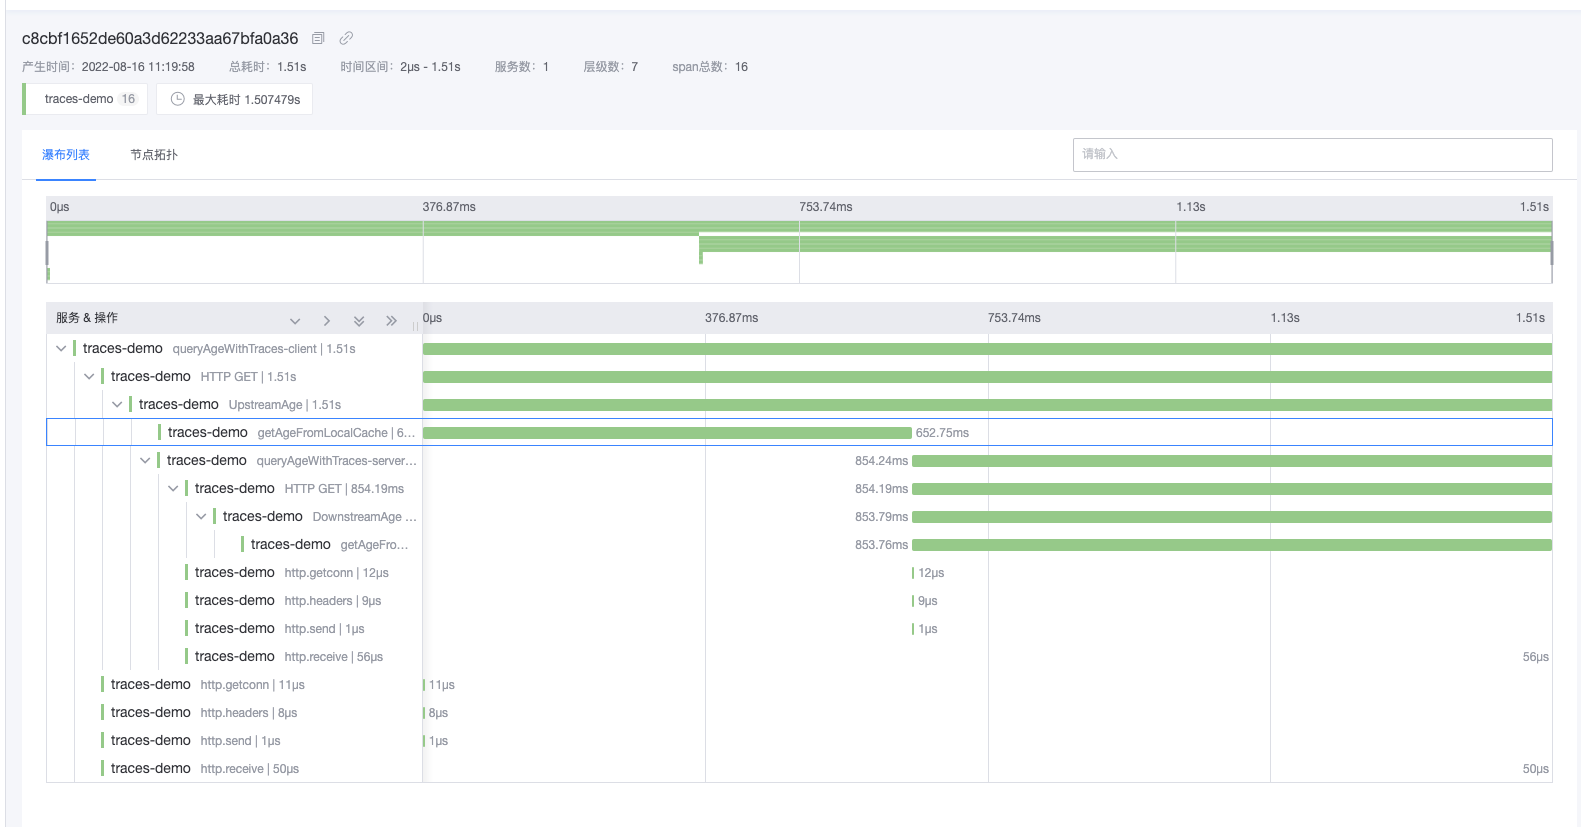 c8cbf1652de60a3d62233aa67bfa0a36
产生时间：2022-08-16 11:19:58 总耗时：1.51s 时间区间：2μs - 1.51s 服务数：1 层级数：7 span总数：16
traces-demo 16 最大耗时 1.507479s
瀑布列表 节点拓扑 请输入
0μs 376.87ms 753.74ms 1.13s 1.51s
服务 & 操作 0μs 376.87ms 753.74ms 1.13s 1.51s
traces-demo queryAgeWithTraces-client | 1.51s
traces-demo HTTP GET | 1.51s
traces-demo UpstreamAge | 1.51s
traces-demo getAgeFromLocalCache | 6... 652.75ms
traces-demo queryAgeWithTraces-server... 854.24ms
traces-demo HTTP GET | 854.19ms 854.19ms
traces-demo DownstreamAge ... 853.79ms
traces-demo getAgeFro... 853.76ms
traces-demo http.getconn | 12μs 12μs
traces-demo http.headers | 9μs 9μs
traces-demo http.send | 1μs 1μs
traces-demo http.receive | 56μs 56μs
traces-demo http.getconn | 11μs 11μs
traces-demo http.headers | 8μs 8μs
traces-demo http.send | 1μs 1μs
traces-demo http.receive | 50μs 50μs